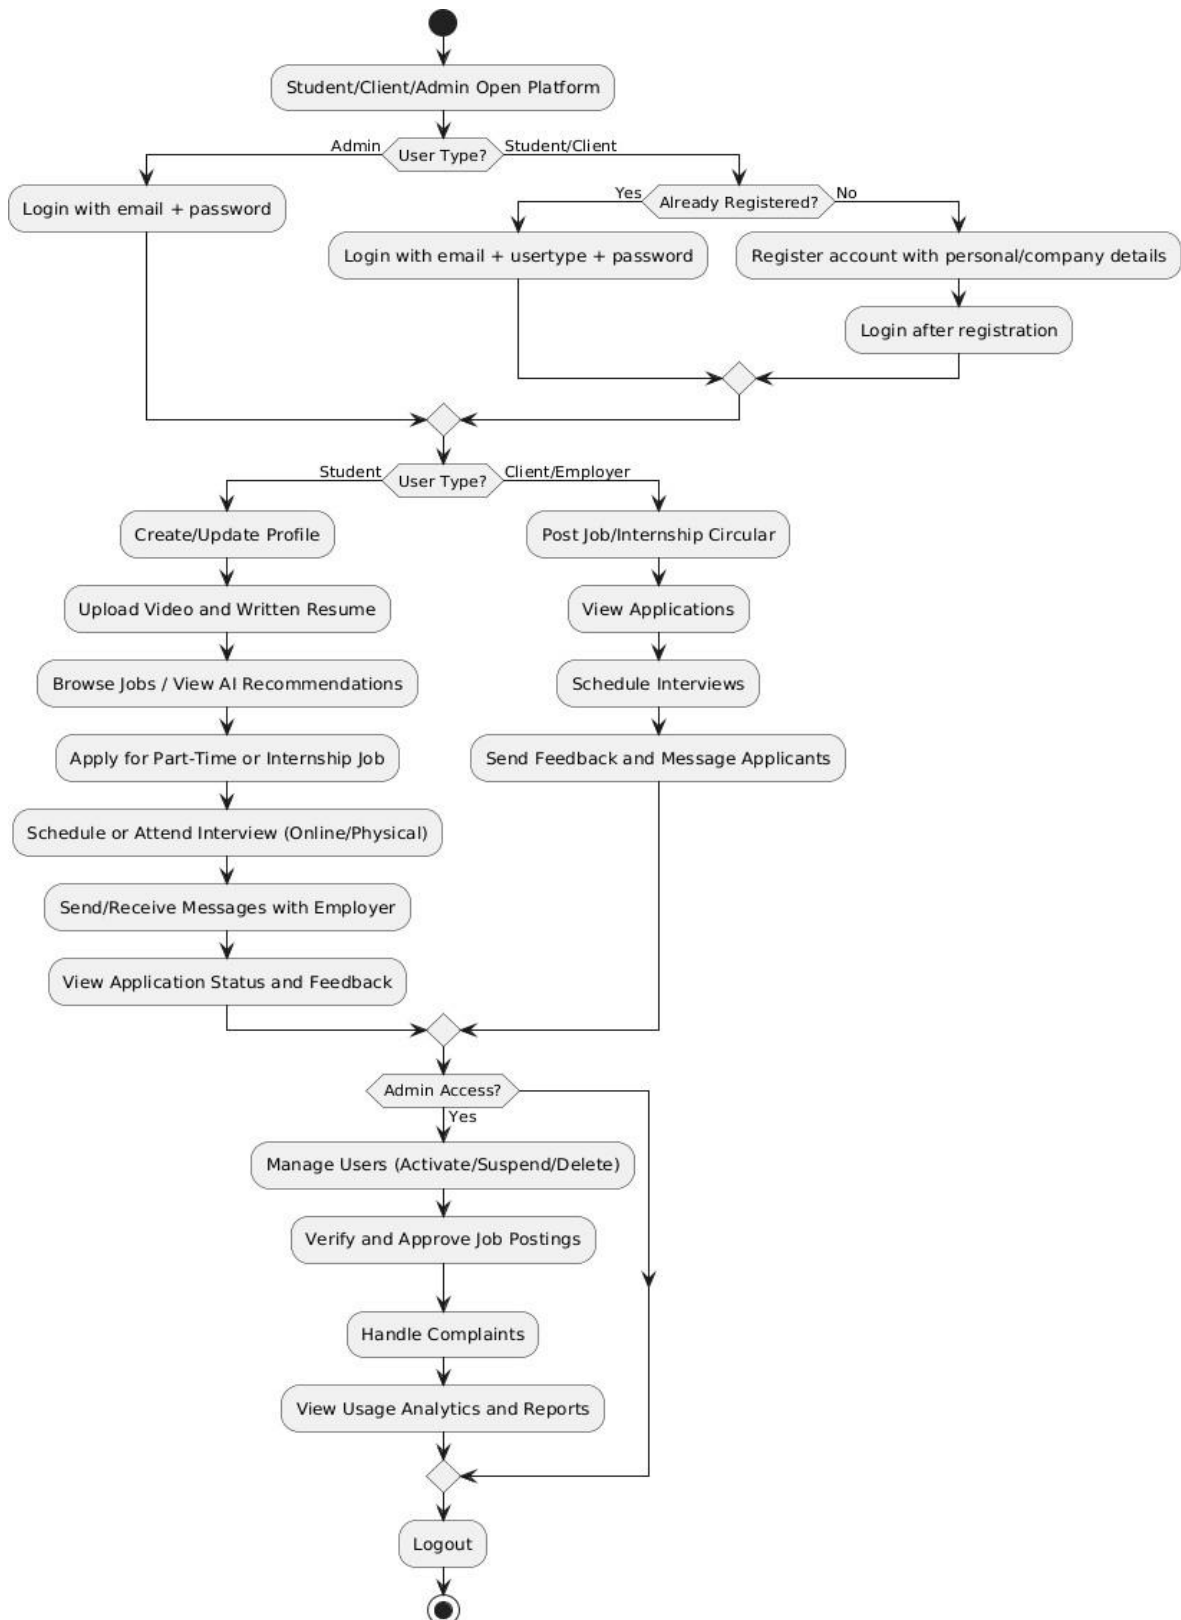 Student/Client/Admin Open Platform
Admin
User Type?
Student/Client
Login with email + password
Yes
Already Registered?
No
Login with email + usertype + password
Register account with personal/company details
Login after registration
Student
User Type?
Client/Employer
Create/Update Profile
Post Job/Internship Circular
Upload Video and Written Resume
View Applications
Browse Jobs / View AI Recommendations
Schedule Interviews
Apply for Part-Time or Internship Job
Send Feedback and Message Applicants
Schedule or Attend Interview (Online/Physical)
Send/Receive Messages with Employer
View Application Status and Feedback
Admin Access?
Yes
Manage Users (Activate/Suspend/Delete)
Verify and Approve Job Postings
Handle Complaints
View Usage Analytics and Reports
Logout